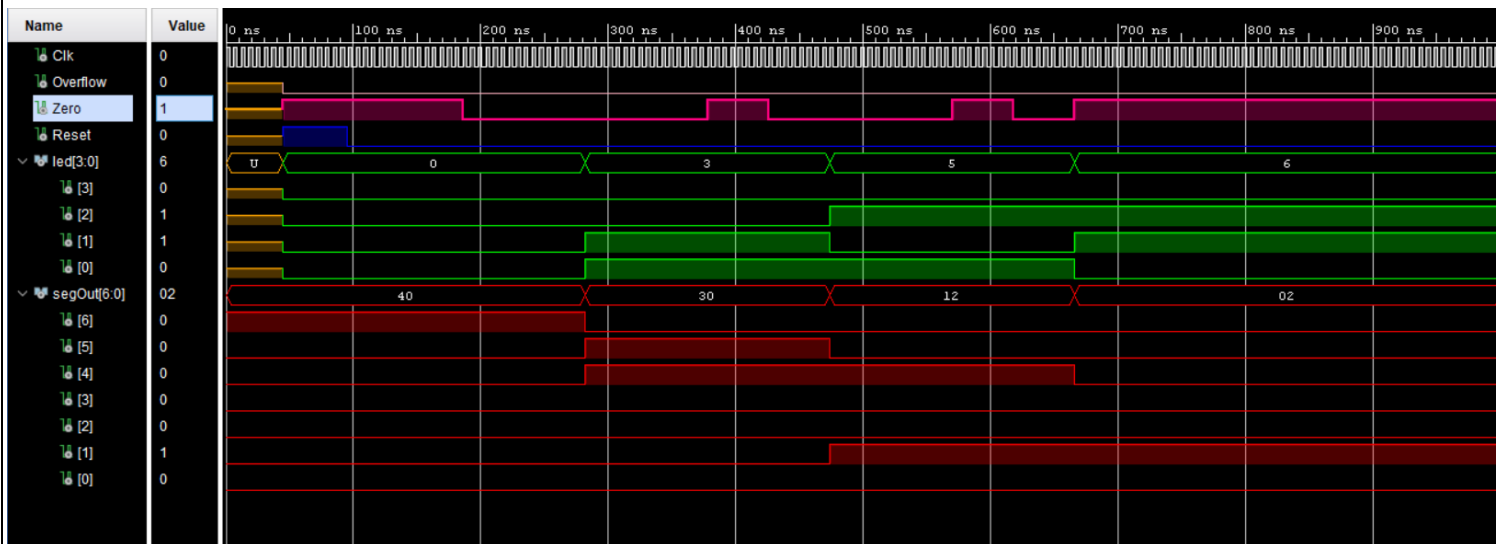 Name Value 0 ns 100 ns 200 ns 300 ns 400 ns 500 ns 600 ns 700 ns 800 ns 900 ns
Clk 0
Overflow 0
Zero 1
Reset 0
led[3:0] 6 U 0 3 5 6
[3] 0
[2] 1
[1] 1
[0] 0
segOut[6:0] 02 40 30 12 02
[6] 0
[5] 0
[4] 0
[3] 0
[2] 0
[1] 1
[0] 0